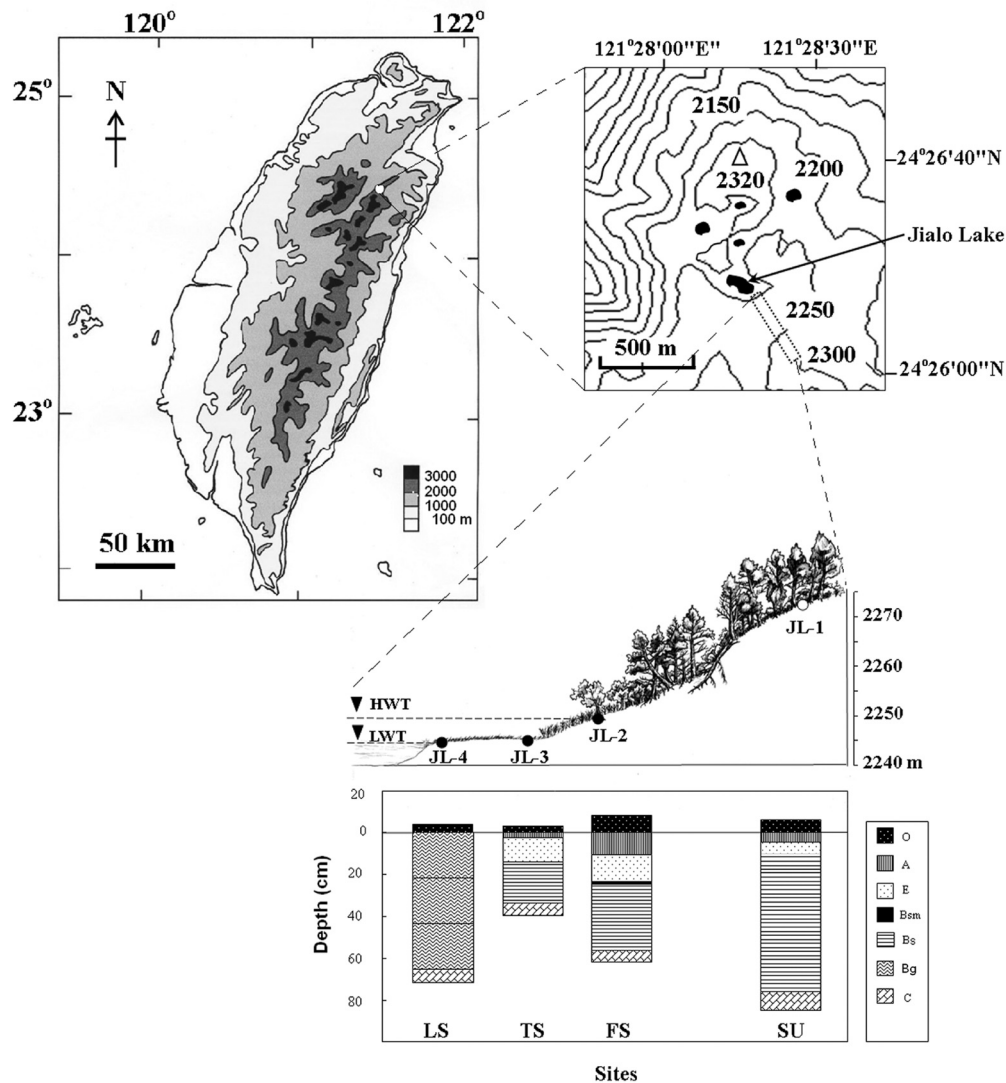 120° 122°
25°
N
23°
3000
2000
1000
100 m
50 km
121°28'00"E" 121°28'30"E
2150
24°26'40"N
2320
2200
Jialo Lake
2250
2300
500 m
24°26'00"N
2270
JL-1
2260
HWT
2250
LWT
JL-2
JL-4 JL-3
2240 m
20
0
20
40
60
80
Depth (cm)
O
A
E
Bsm
Bs
Bg
C
LS TS FS SU
Sites